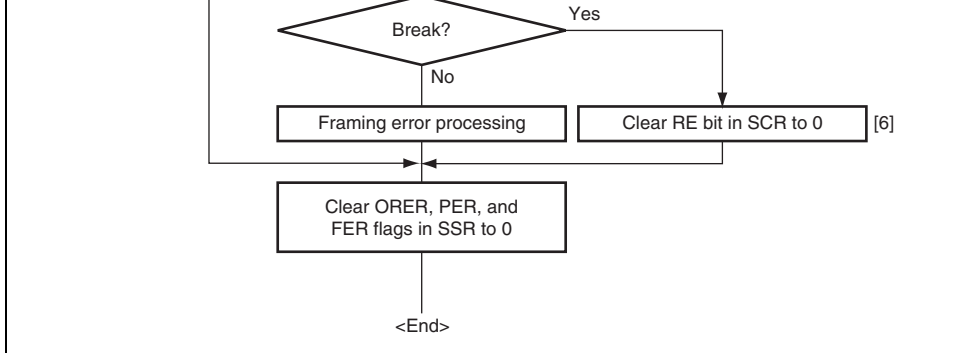 Break?
Yes
No
Framing error processing
Clear RE bit in SCR to 0
[6]
Clear ORER, PER, and
FER flags in SSR to 0
<End>